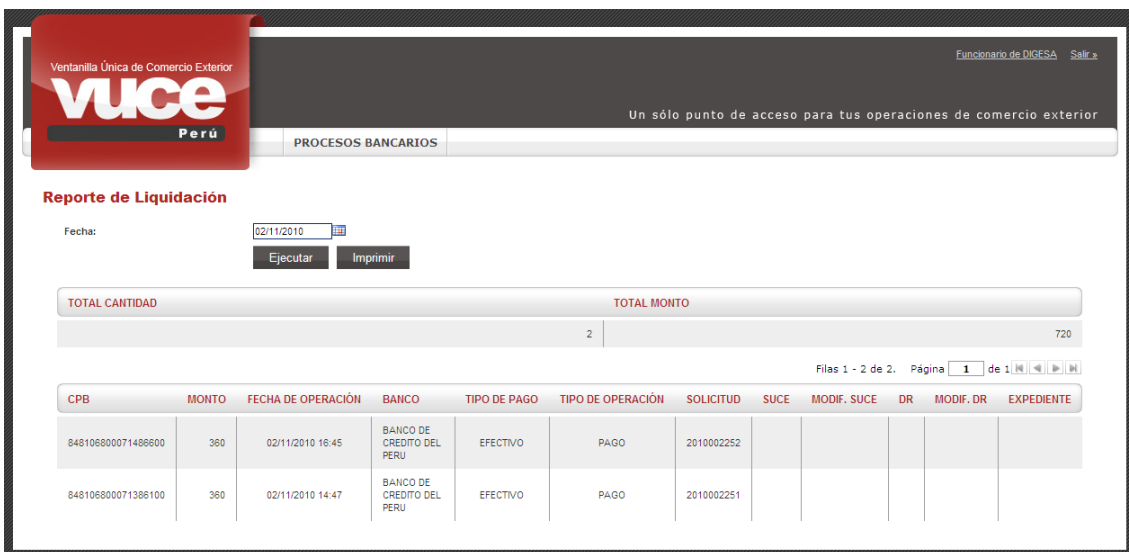 Funcionario de DIGESA Salir »
Ventanilla Única de Comercio Exterior
vuce
Perú
Un sólo punto de acceso para tus operaciones de comercio exterior
PROCESOS BANCARIOS
Reporte de Liquidación
Fecha: 02/11/2010
Ejecutar Imprimir
TOTAL CANTIDAD TOTAL MONTO
2 720
Filas 1 - 2 de 2. Página 1 de 1
CPB MONTO FECHA DE OPERACIÓN BANCO TIPO DE PAGO TIPO DE OPERACIÓN SOLICITUD SUCE MODIF. SUCE DR MODIF. DR EXPEDIENTE
848106800071486600 360 02/11/2010 16:45 BANCO DE CREDITO DEL PERU EFECTIVO PAGO 2010002252
848106800071386100 360 02/11/2010 14:47 BANCO DE CREDITO DEL PERU EFECTIVO PAGO 2010002251